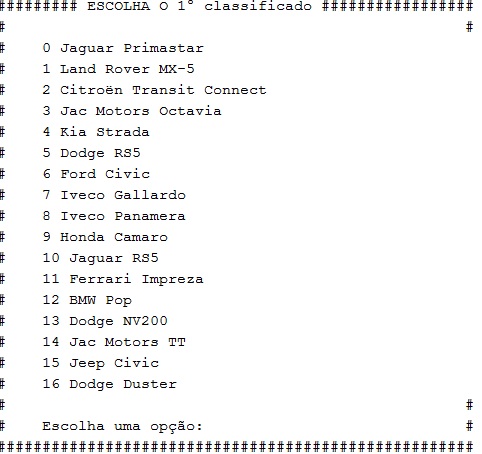 ######### ESCOLHA O 1° classificado #################
# #
# 0 Jaguar Primastar
# 1 Land Rover MX-5
# 2 Citroën Transit Connect
# 3 Jac Motors Octavia
# 4 Kia Strada
# 5 Dodge RS5
# 6 Ford Civic
# 7 Iveco Gallardo
# 8 Iveco Panamera
# 9 Honda Camaro
# 10 Jaguar RS5
# 11 Ferrari Impreza
# 12 BMW Pop
# 13 Dodge NV200
# 14 Jac Motors TT
# 15 Jeep Civic
# 16 Dodge Duster
# #
# Escolha uma opção: #
#####################################################